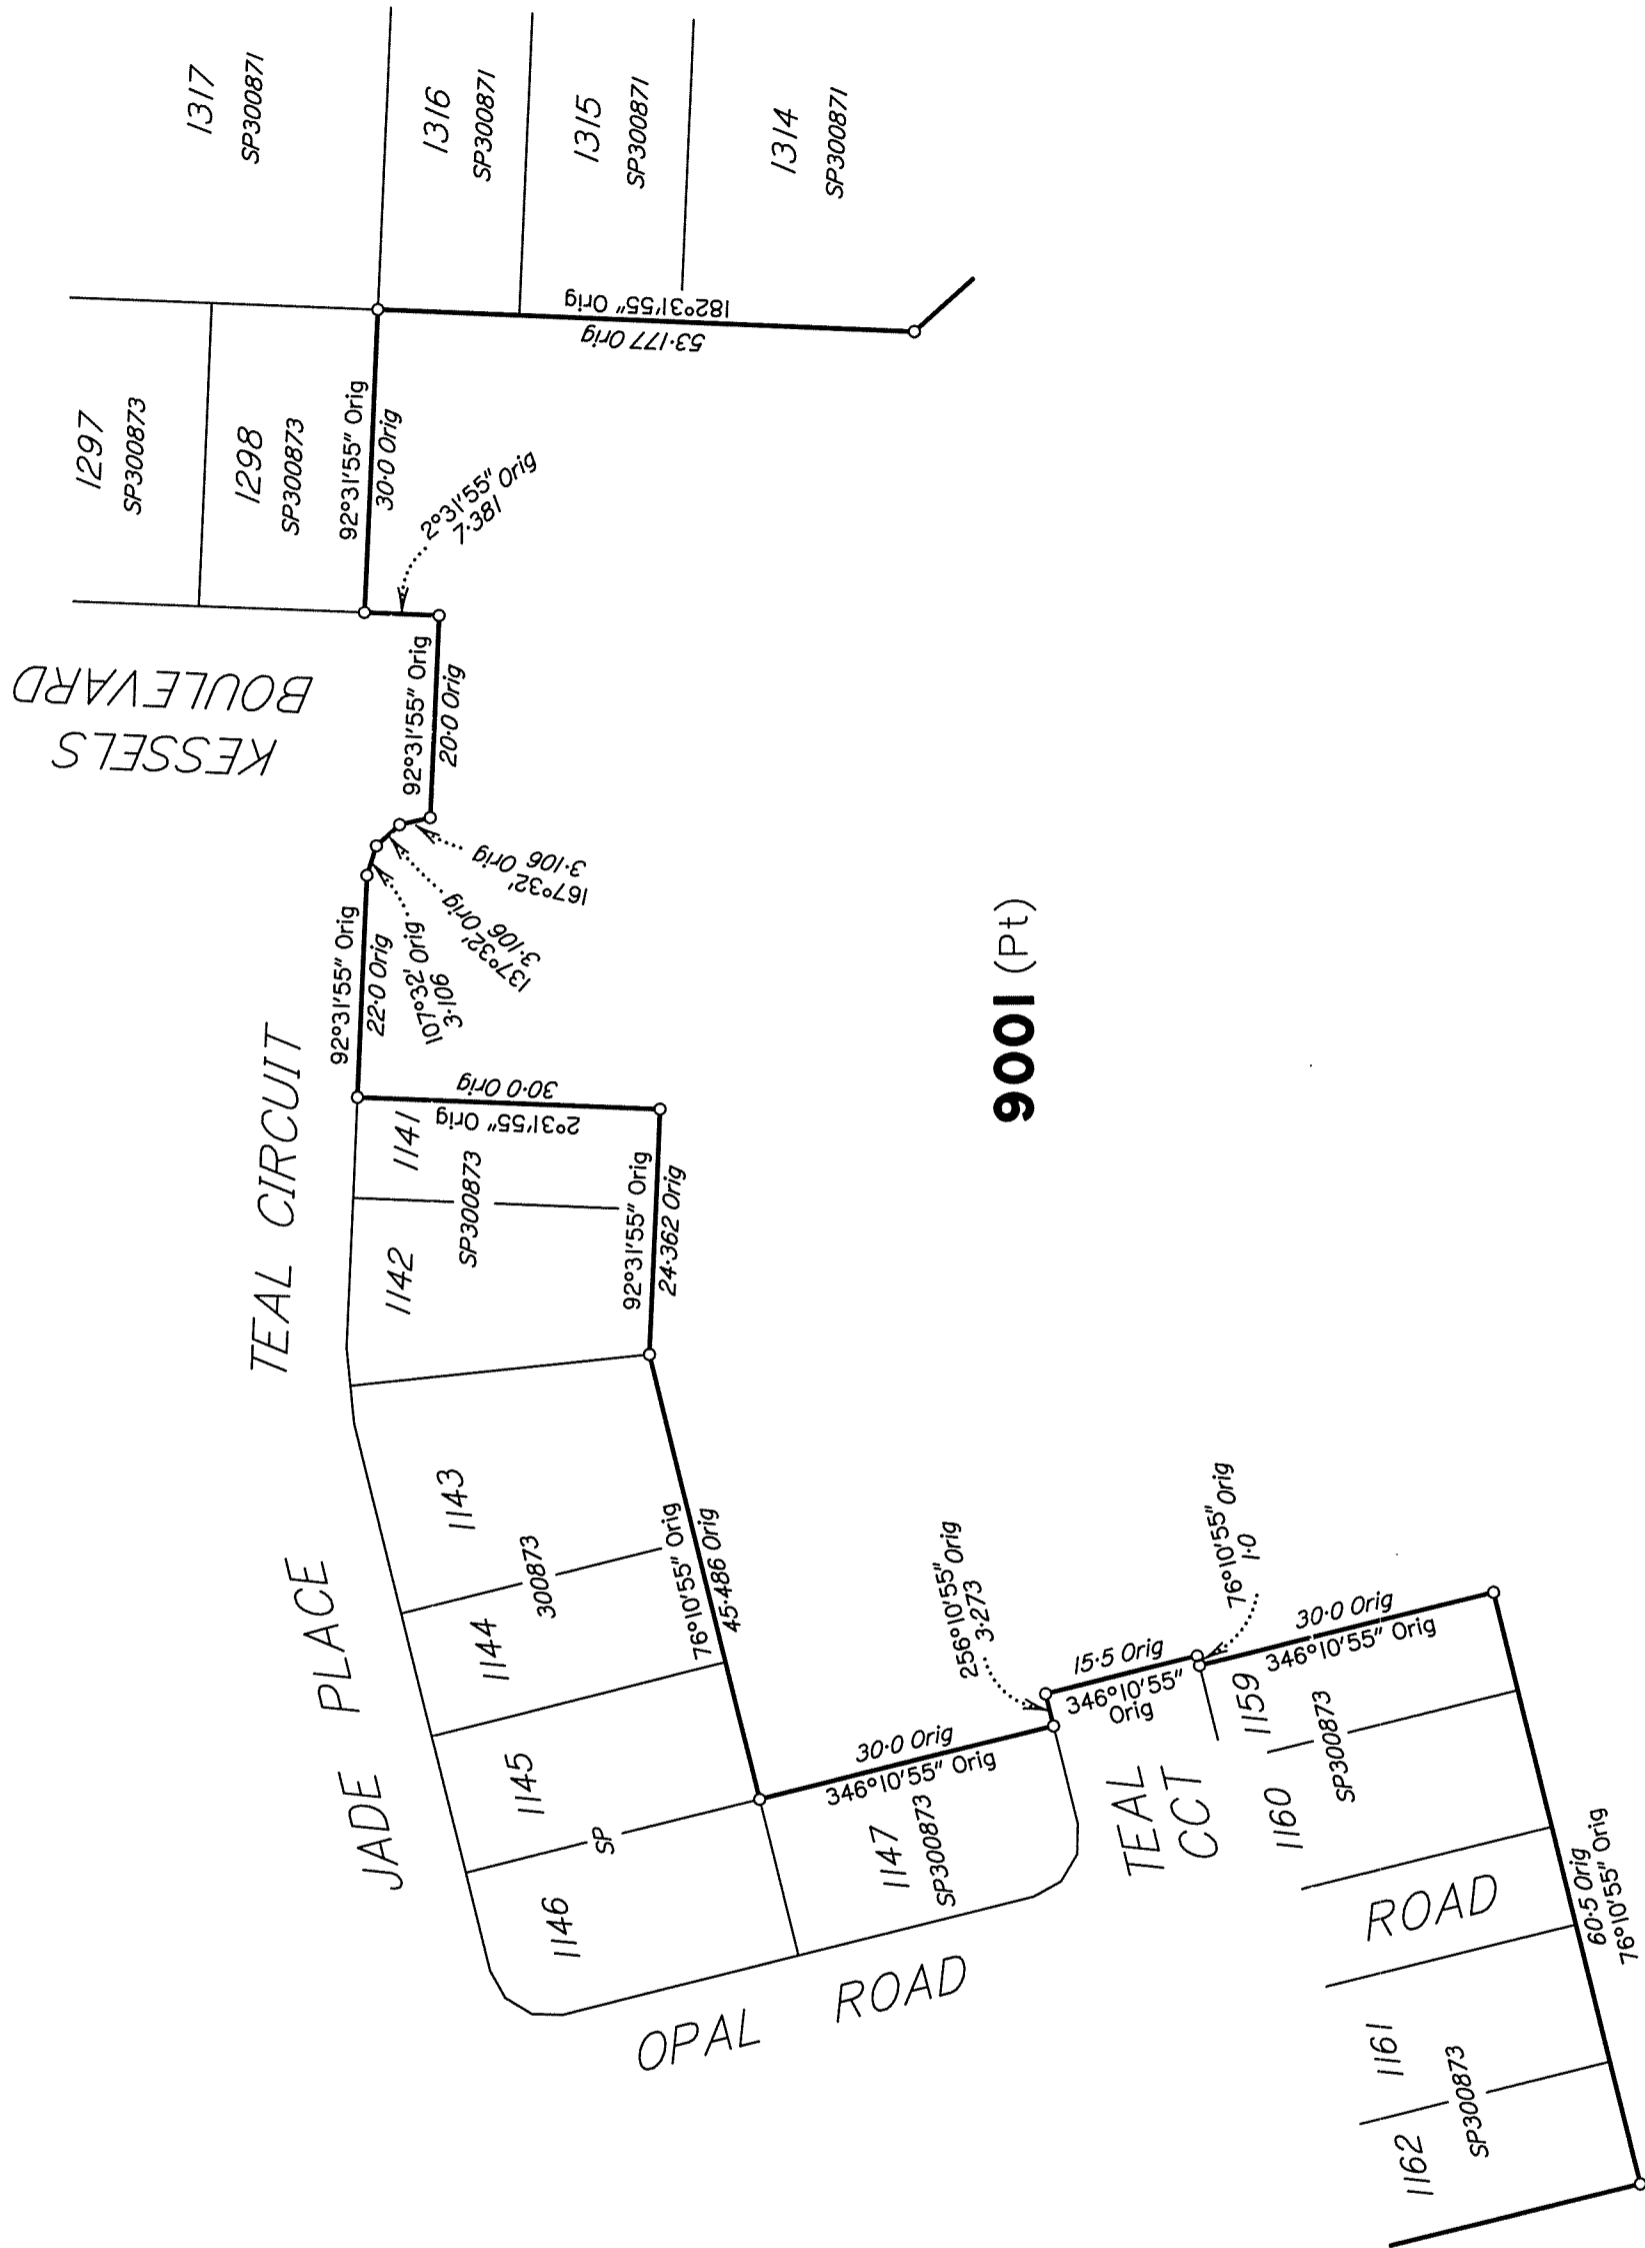 1317
SP300871
1316
SP300871
1315
SP300871
1314
SP300871
182°31'55" Orig
53·177 Orig
1297
SP300873
1298
SP300873
92°31'55" Orig
30·0 Orig
2°31'55" Orig
7·381
KESSELS
BOULEVARD
92°31'55" Orig
20·0 Orig
167°32'
3·106 Orig
137°32' Orig
3·106
107°32' Orig
3·106
92°31'55" Orig
22·0 Orig
TEAL CIRCUIT
30·0 Orig
2°31'55" Orig
1141
SP300873
1142
92°31'55" Orig
24·362 Orig
9001 (Pt)
JADE PLACE
1143
300873
1144
76°10'55" Orig
45·486 Orig
1145
SP
1146
256°10'55" Orig
3·273
30·0 Orig
346°10'55" Orig
1147
SP300873
15·5 Orig
346°10'55"
Orig
76°10'55" Orig
1·0
30·0 Orig
346°10'55" Orig
TEAL
CCT
1159
SP300873
1160
OPAL ROAD
ROAD
60·5 Orig
76°10'55" Orig
1161
SP300873
1162